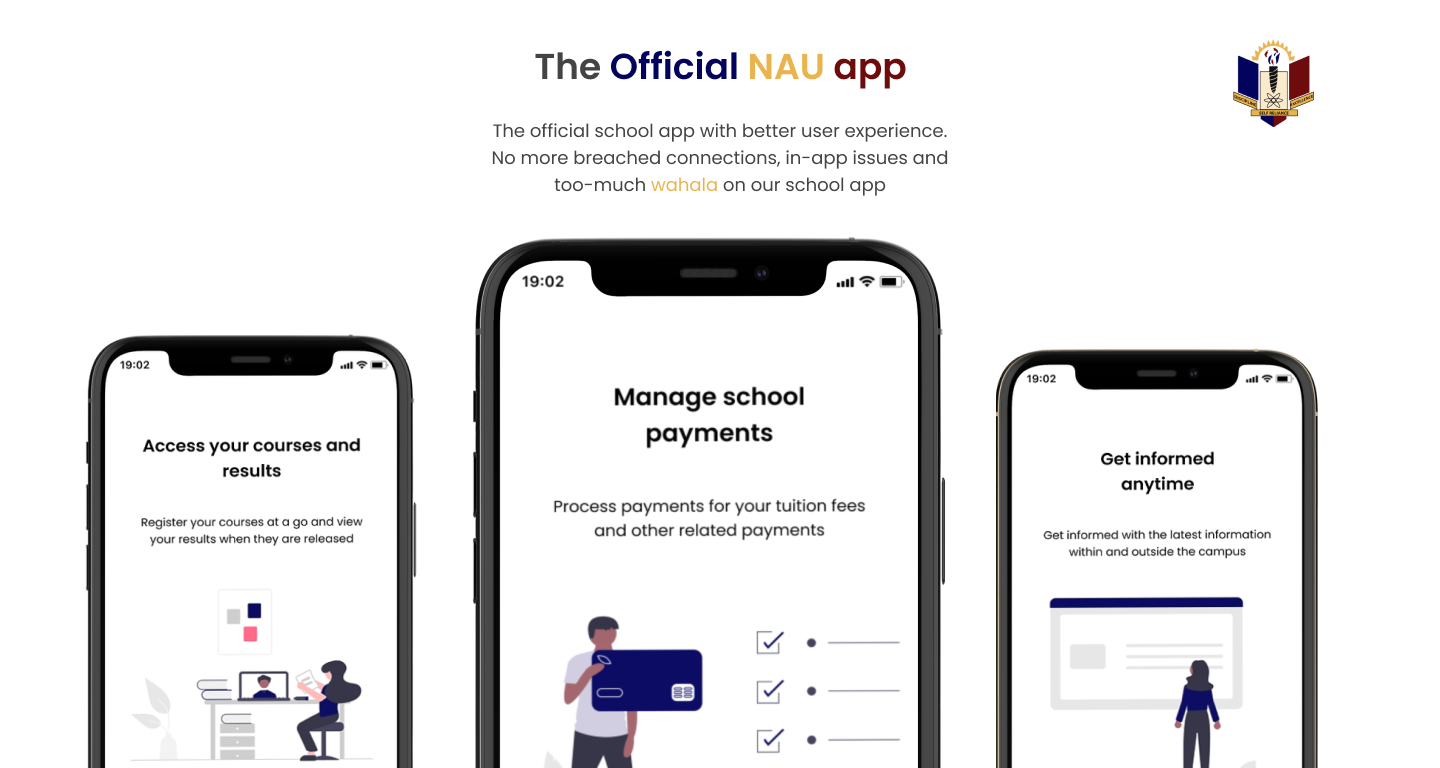 The Official NAU app
The official school app with better user experience.
No more breached connections, in-app issues and
too-much wahala on our school app
DISCIPLINE
EXCELLENCE
SELF RELIANCE
19:02
Access your courses and
results
Register your courses at a go and view
your results when they are released
19:02
Manage school
payments
Process payments for your tuition fees
and other related payments
19:02
Get informed
anytime
Get informed with the latest information
within and outside the campus